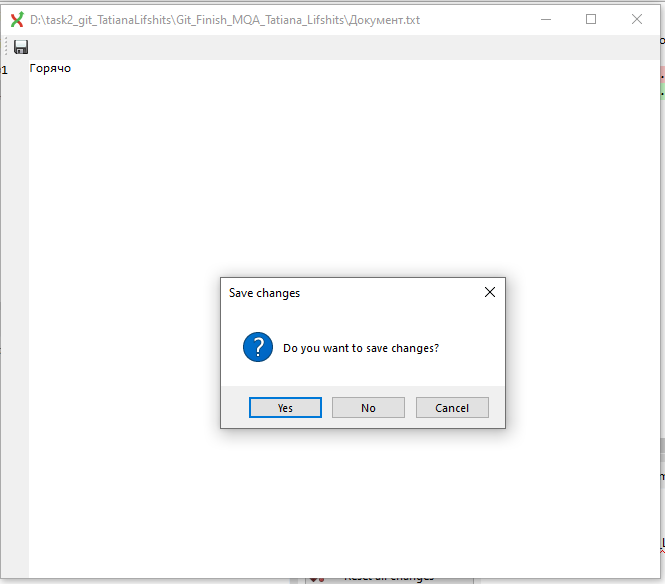 D:\task2_git_TatianaLifshits\Git_Finish_MQA_Tatiana_Lifshits\Документ.txt
1 Горячо
Save changes
Do you want to save changes?
Yes No Cancel
Reset all changes